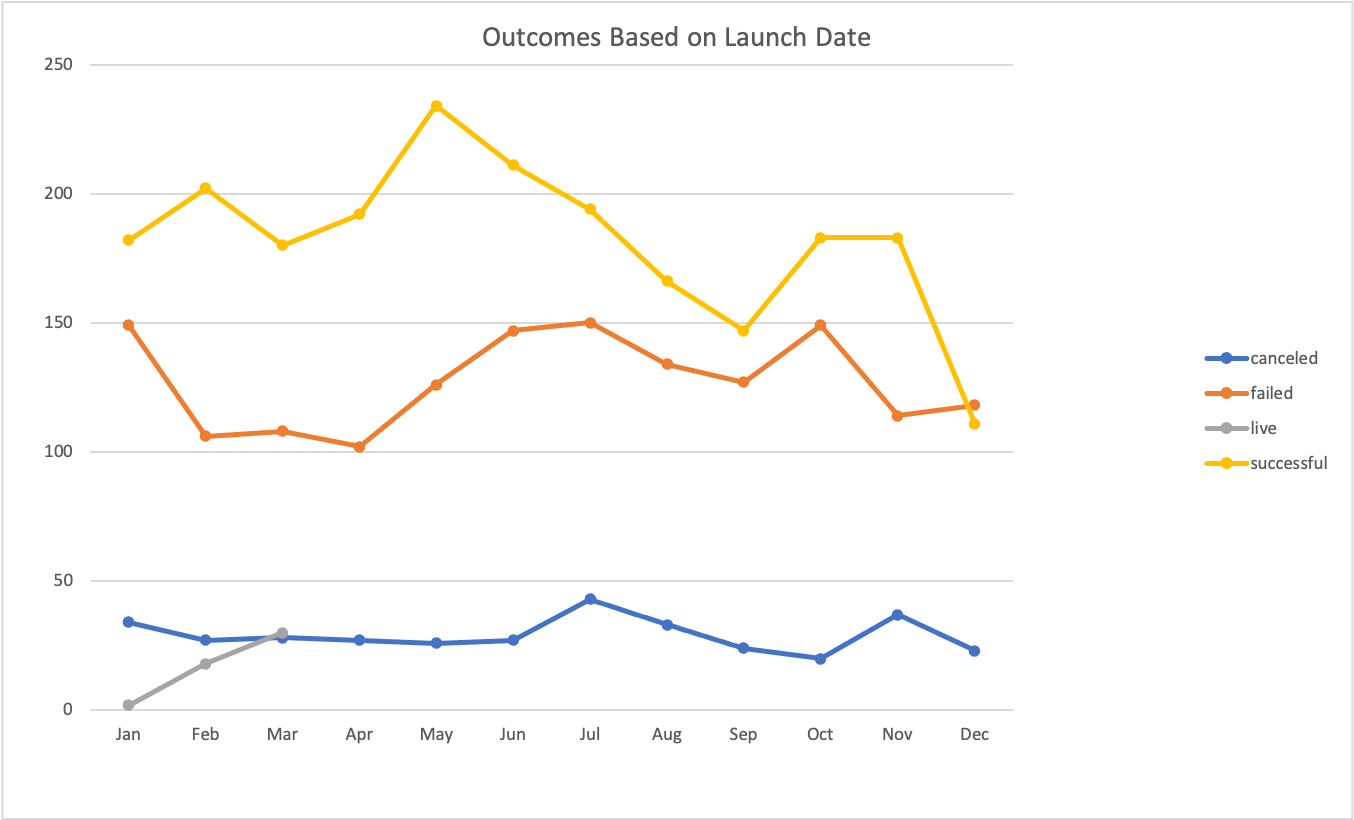 Outcomes Based on Launch Date
250
200
150
100
50
0
Jan Feb Mar Apr May Jun Jul Aug Sep Oct Nov Dec
canceled
failed
live
successful